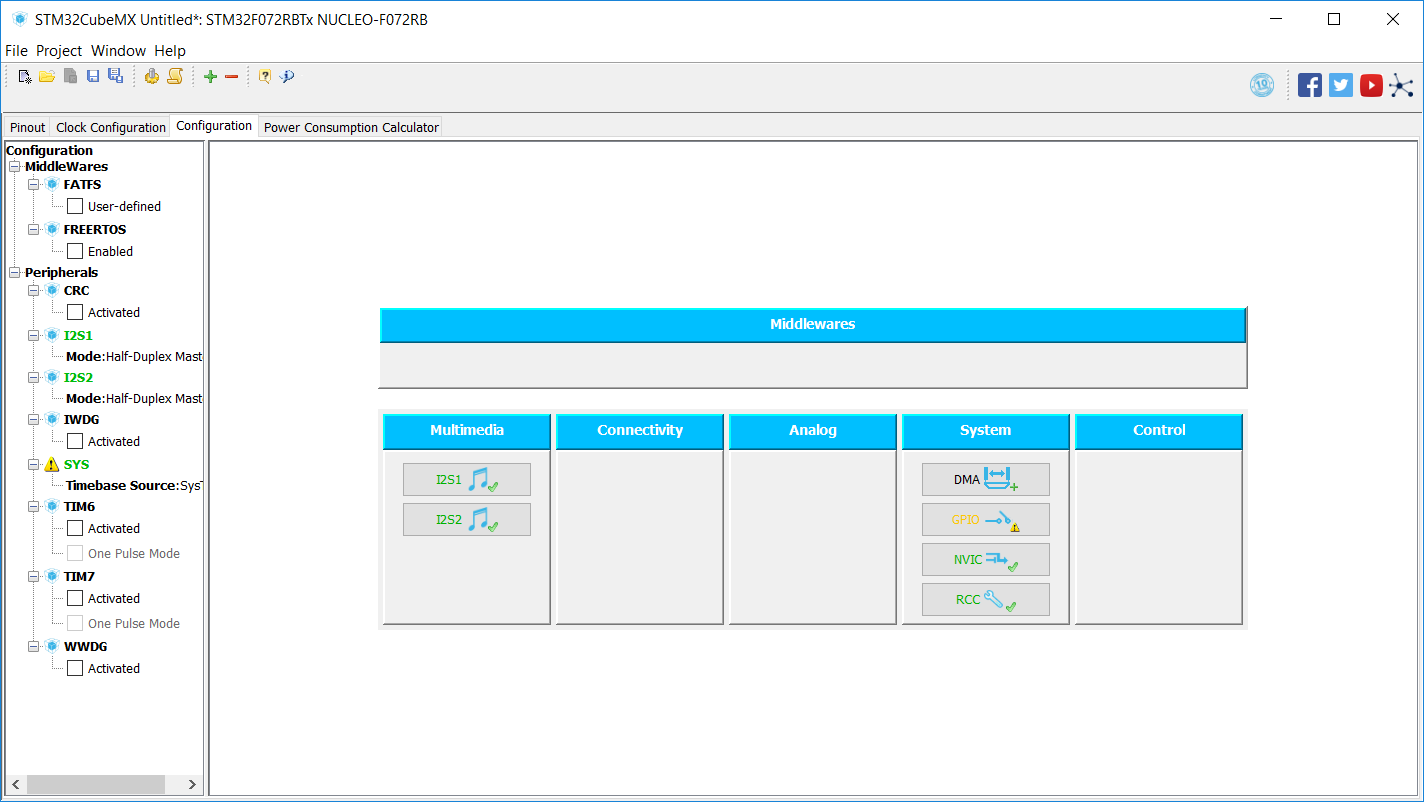 STM32CubeMX Untitled*: STM32F072RBTx NUCLEO-F072RB
File Project Window Help
Pinout Clock Configuration Configuration Power Consumption Calculator
Configuration
MiddleWares
FATFS
User-defined
FREERTOS
Enabled
Peripherals
CRC
Activated
I2S1
Mode:Half-Duplex Mast
I2S2
Mode:Half-Duplex Mast
IWDG
Activated
SYS
Timebase Source:SysT
TIM6
Activated
One Pulse Mode
TIM7
Activated
One Pulse Mode
WWDG
Activated
Middlewares
Multimedia Connectivity Analog System Control
I2S1 DMA
I2S2 GPIO
NVIC
RCC